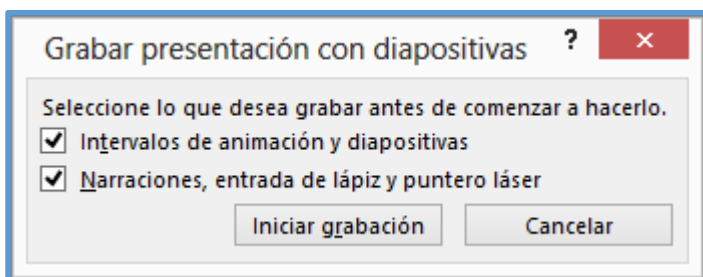 Grabar presentación con diapositivas ? ×
Seleccione lo que desea grabar antes de comenzar a hacerlo.
Intervalos de animación y diapositivas
Narraciones, entrada de lápiz y puntero láser
Iniciar grabación Cancelar